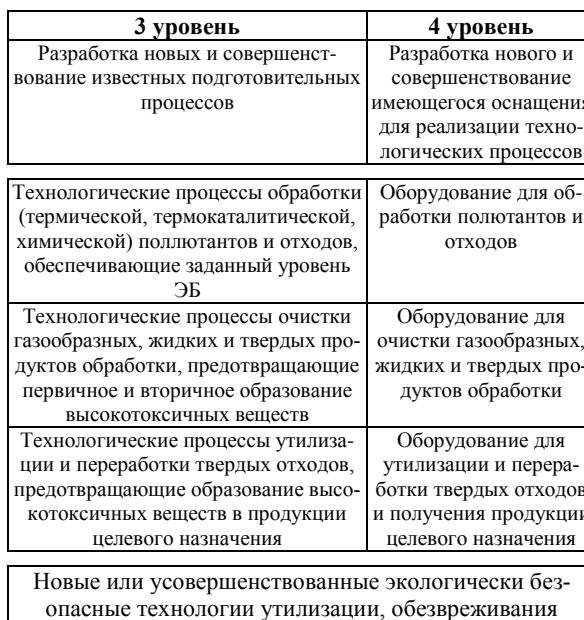 3 уровень
4 уровень
Разработка новых и совершенст-
вование известных подготовительных
процессов
Разработка нового и
совершенствование
имеющегося оснащения
для реализации техно-
логических процессов
Технологические процессы обработки
(термической, термокаталитической,
химической) поллютантов и отходов,
обеспечивающие заданный уровень
ЭБ
Оборудование для об-
работки полютантов и
отходов
Технологические процессы очистки
газообразных, жидких и твердых про-
дуктов обработки, предотвращающие
первичное и вторичное образование
высокотоксичных веществ
Оборудование для
очистки газообразных,
жидких и твердых про-
дуктов обработки
Технологические процессы утилиза-
ции и переработки твердых отходов,
предотвращающие образование высо-
котоксичных веществ в продукции
целевого назначения
Оборудование для
утилизации и перера-
ботки твердых отходов
и получения продукции
целевого назначения
Новые или усовершенствованные экологически без-
опасные технологии утилизации, обезвреживания